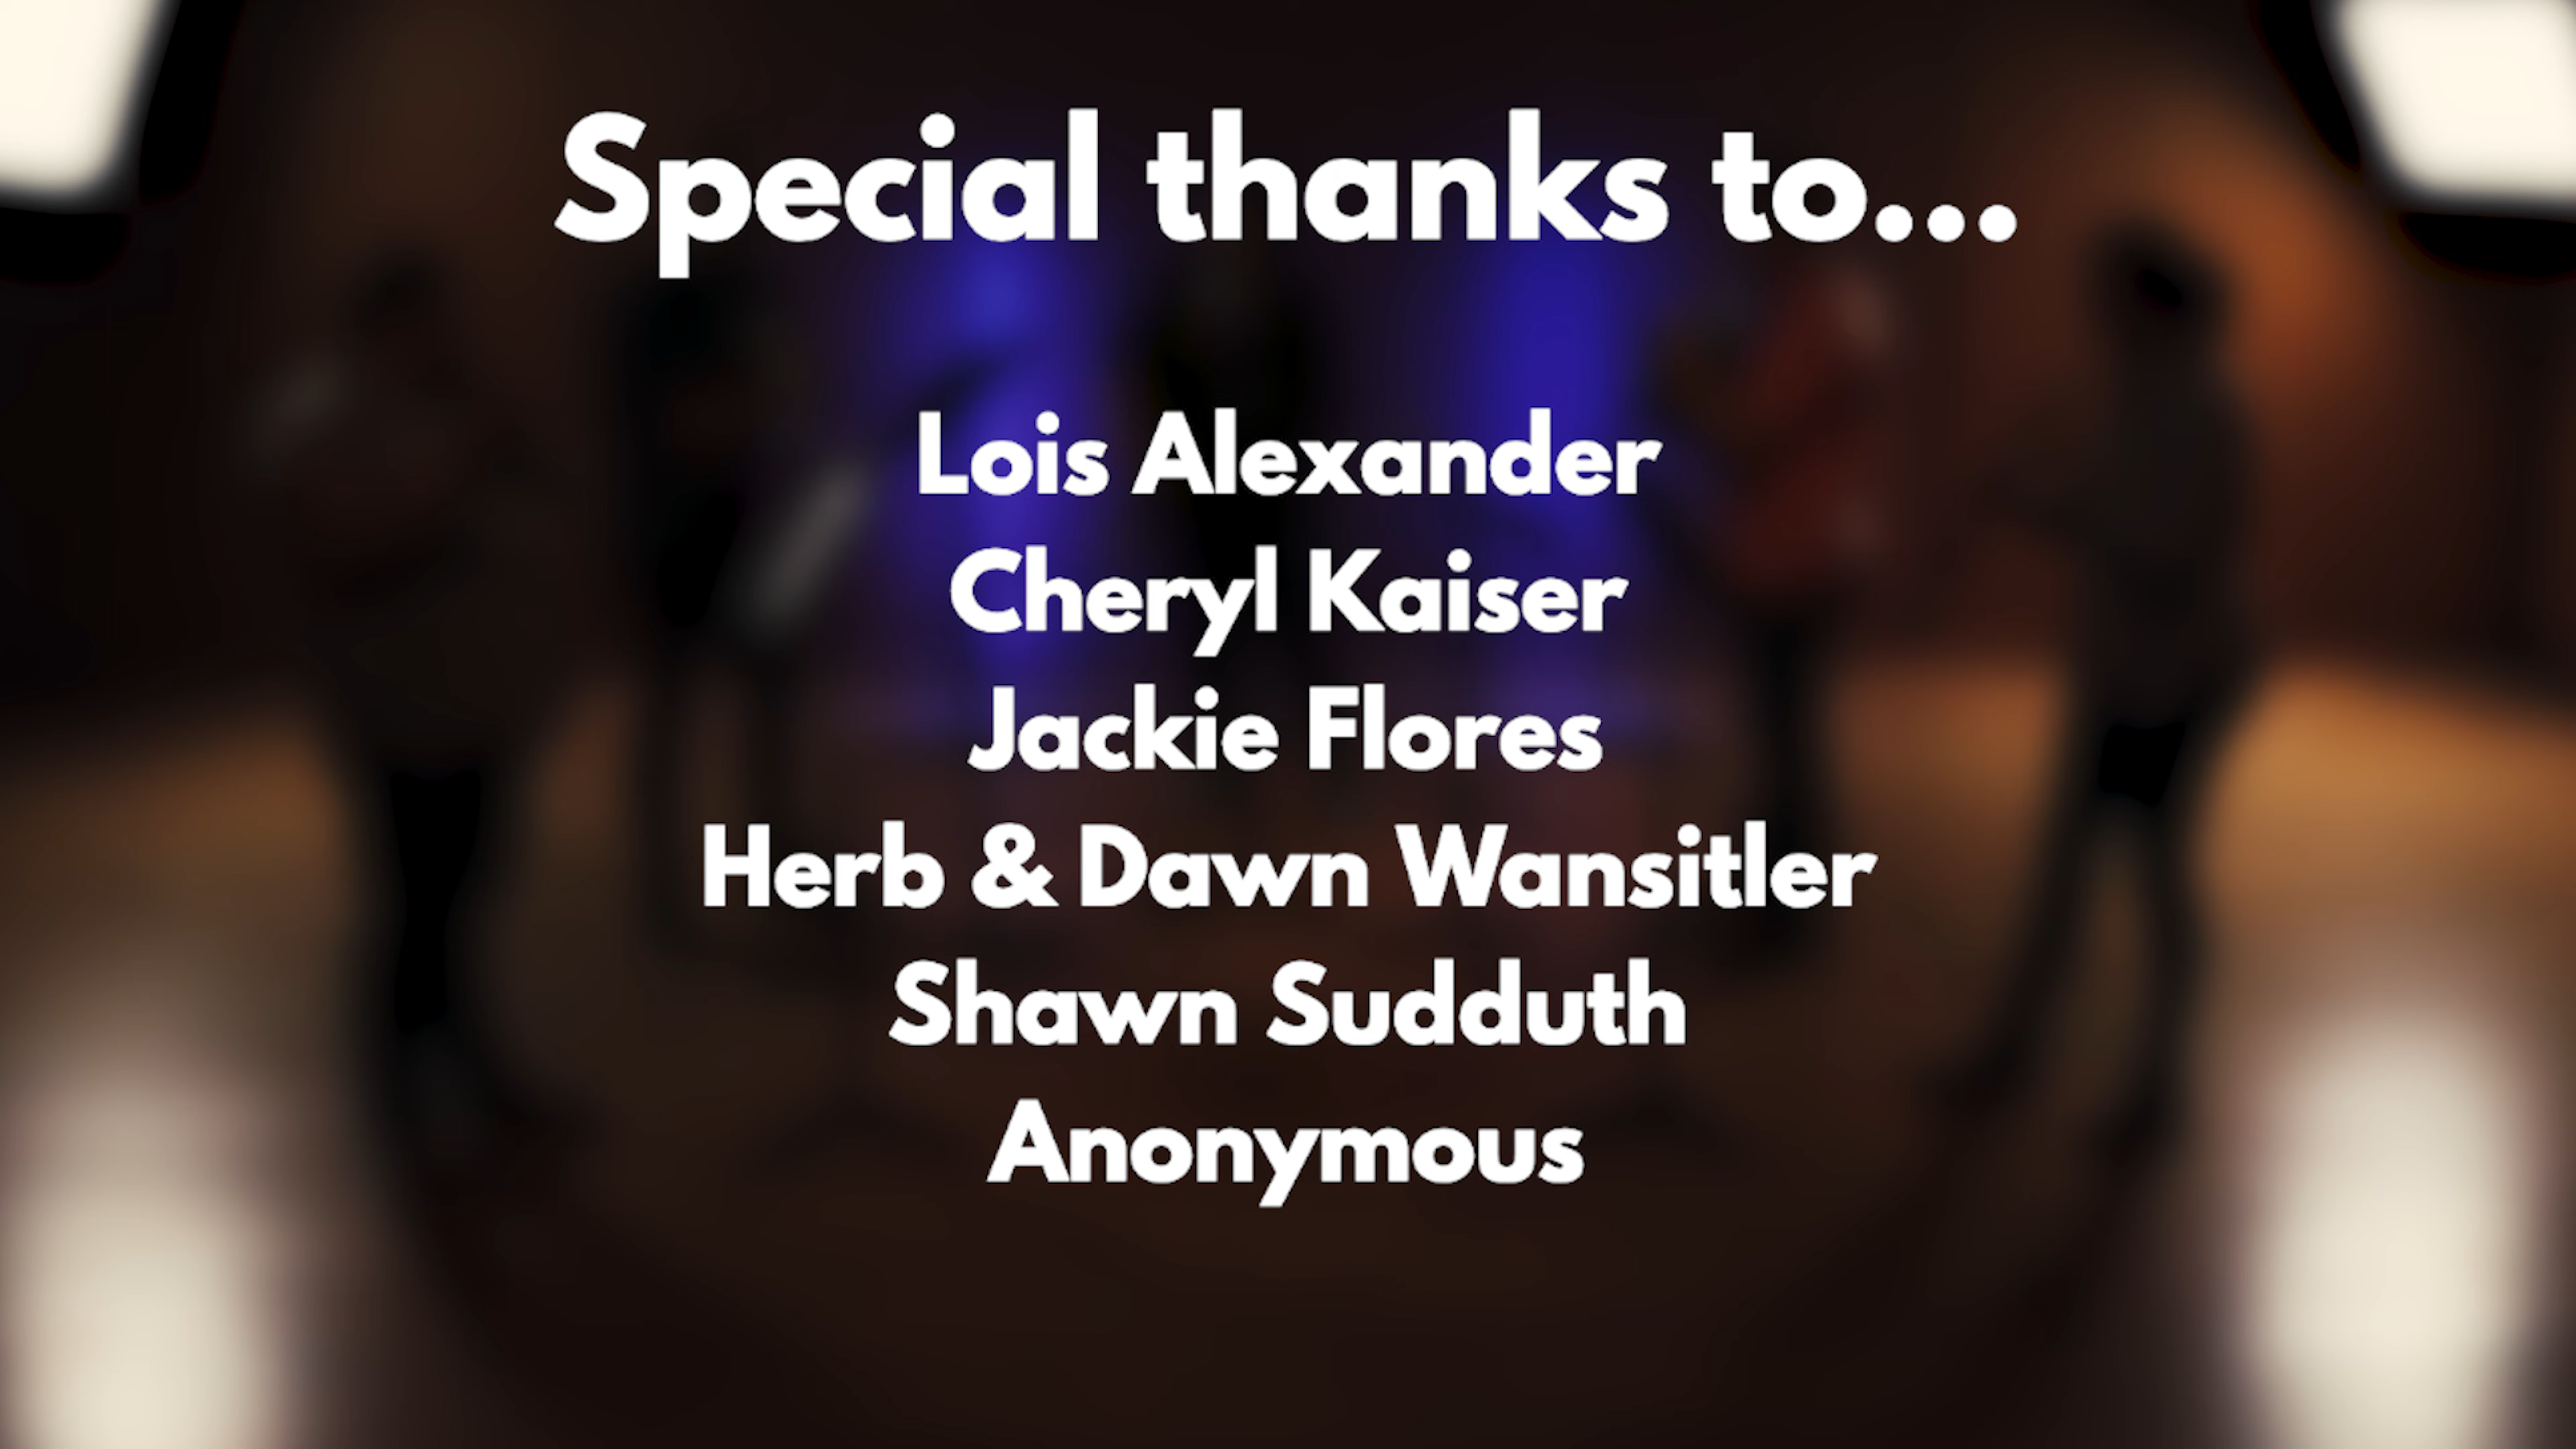 Special thanks to...
Lois Alexander
Cheryl Kaiser
Jackie Flores
Herb & Dawn Wansitler
Shawn Sudduth
Anonymous